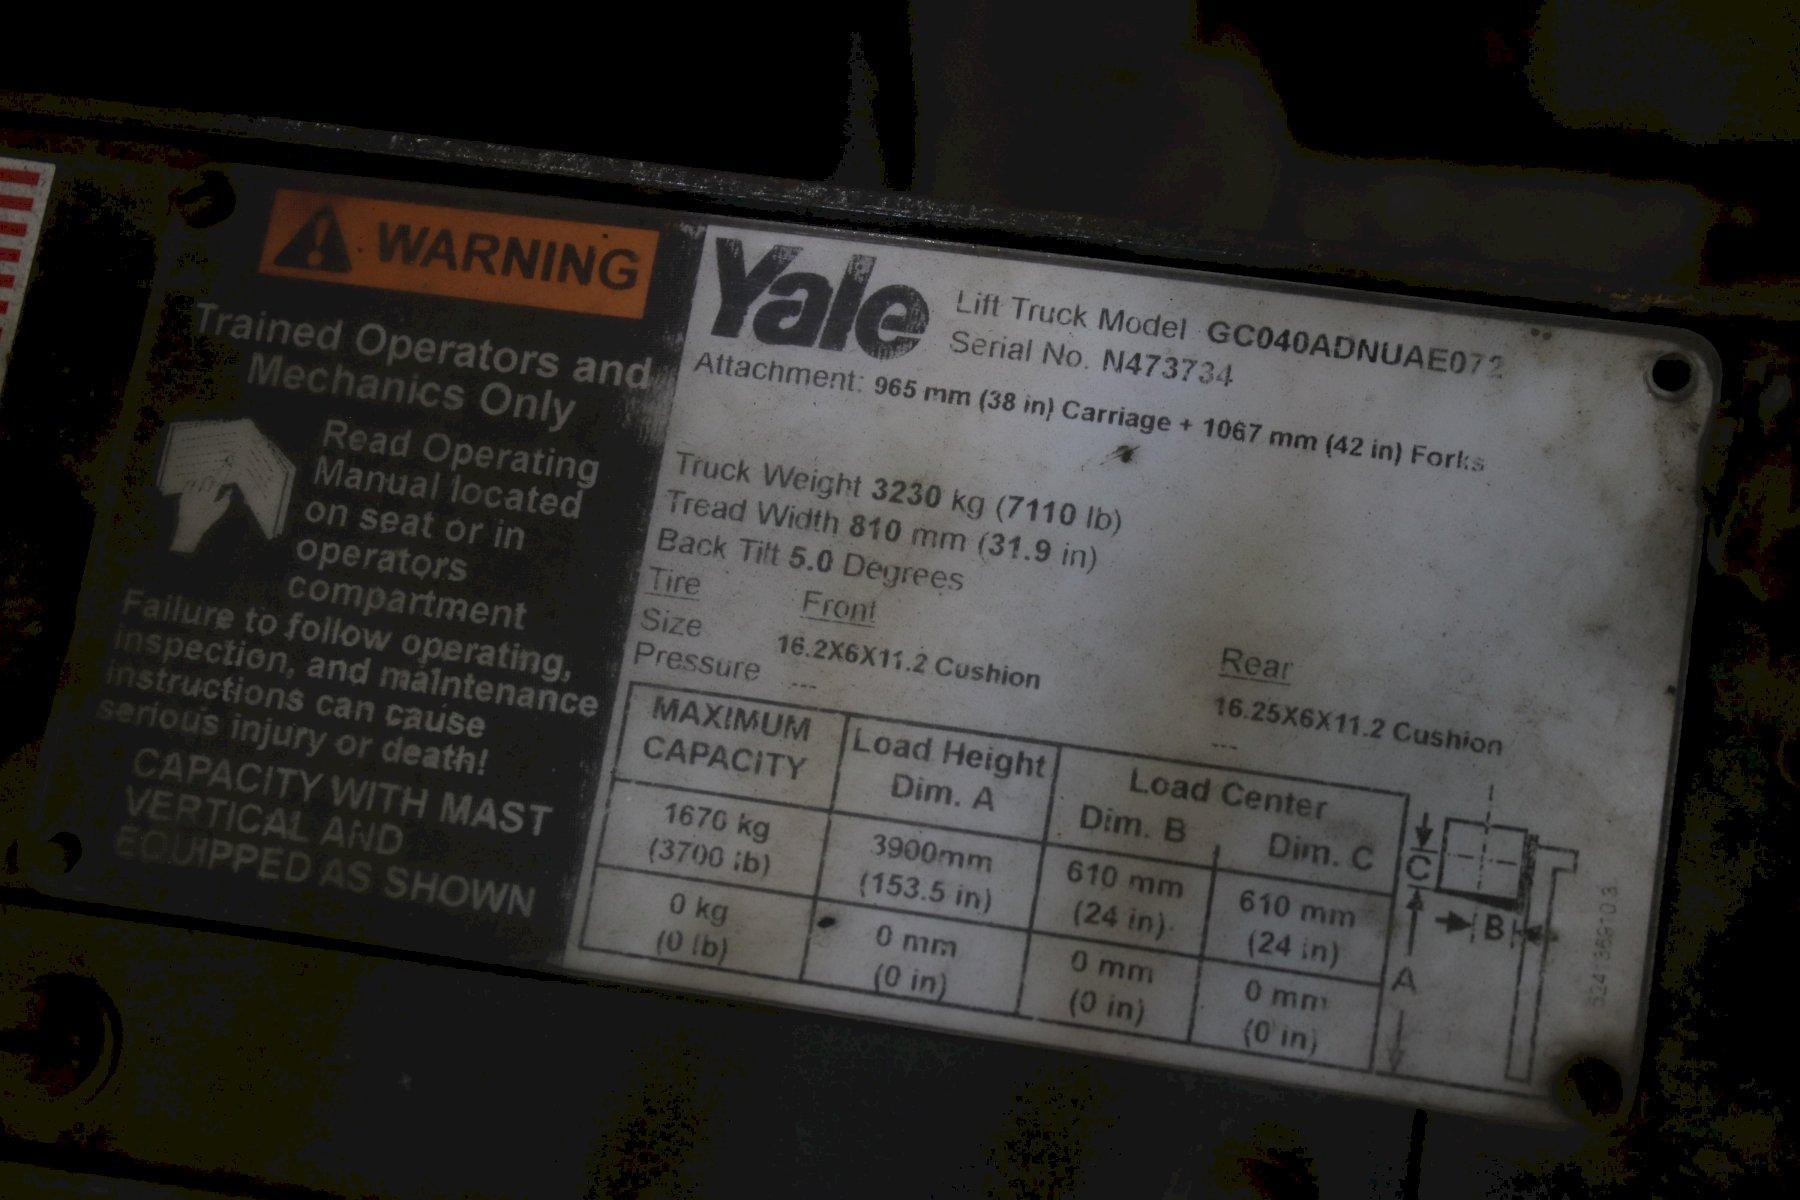 WARNING
Trained Operators and
Mechanics Only
Read Operating
Manual located
on seat or in
operators
compartment
Failure to follow operating,
inspection, and maintenance
instructions can cause
serious injury or death!
CAPACITY WITH MAST
VERTICAL AND
EQUIPPED AS SHOWN
Yale
Lift Truck Model GC040ADNUAE072
Serial No. N473734
Attachment: 965 mm (38 in) Carriage + 1067 mm (42 in) Forks
Truck Weight 3230 kg (7110 lb)
Tread Width 810 mm (31.9 in)
Back Tilt 5.0 Degrees
Tire Front Rear
Size 16.2X6X11.2 Cushion 16.25X6X11.2 Cushion
Pressure --- ---
MAXIMUM CAPACITY Load Height Dim. A Load Center
Dim. B Dim. C
1670 kg 3900mm 610 mm 610 mm
(3700 lb) (153.5 in) (24 in) (24 in)
0 kg 0 mm 0 mm 0 mm
(0 lb) (0 in) (0 in) (0 in)
C
B
A